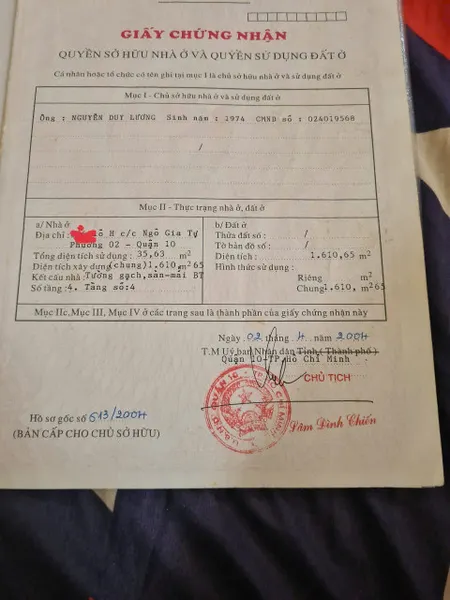 GIẤY CHỨNG NHẬN
QUYỀN SỞ HỮU NHÀ Ở VÀ QUYỀN SỬ DỤNG ĐẤT Ở
Cá nhân hoặc tổ chức có tên ghi tại mục I là chủ sở hữu nhà ở và sử dụng đất ở
Mục I - Chủ sở hữu nhà ở và sử dụng đất ở
Ông : NGUYỄN DUY LƯƠNG Sinh năm : 1974 CMND số : 024019568
/
Mục II - Thực trạng nhà ở, đất ở
a/ Nhà ở
Địa chỉ : lô H c/c Ngô Gia Tự
Phường 02 - Quận 10
Tổng diện tích sử dụng : 35,63 m2
Diện tích xây dựng (chung)1.610, m2 65
Kết cấu nhà : Tường gạch,sàn-mái BT
Số tầng : 4. Tầng số:4
b/ Đất ở
Thửa đất số : /
Tờ bản đồ số : /
Diện tích : 1.610,65 m2
Hình thức sử dụng :
Riêng / m2
Chung 1.610, m2 65
Mục IIc, Mục III, Mục IV ở các trang sau là thành phần của giấy chứng nhận này
Ngày 02 tháng 4 năm 2004
T.M Uỷ ban Nhân dân Tỉnh ( Thành phố )
Quận 10-TP.Hồ Chí Minh
CHỦ TỊCH
U.B.N.D. QUẬN 10 - T.P. HỒ CHÍ MINH
Hồ sơ gốc số 613/2004
(BẢN CẤP CHO CHỦ SỞ HỮU)
Lâm Đình Chiến